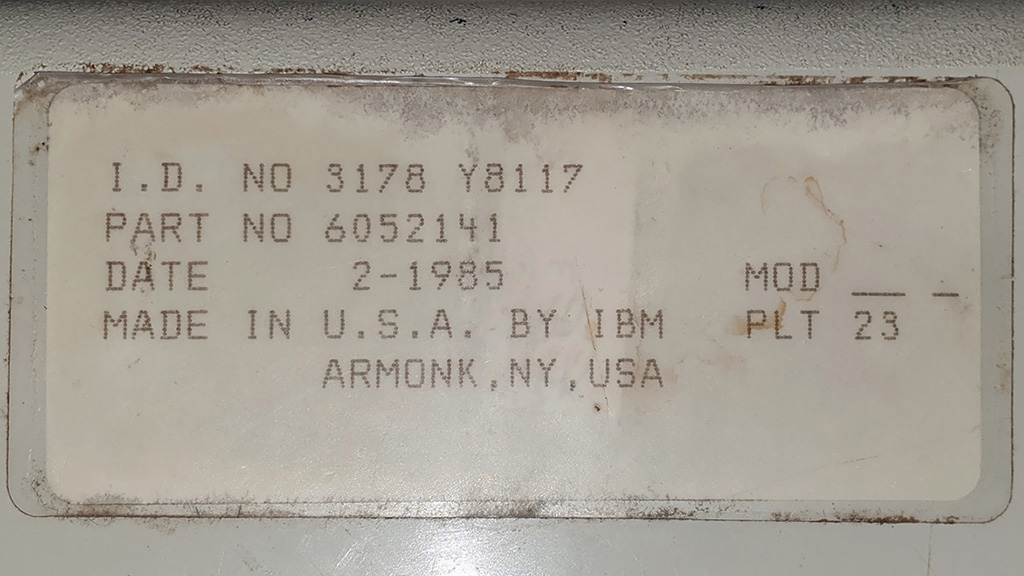 I.D. NO 3178 Y8117
PART NO 6052141
DATE 2-1985 MOD __ _
MADE IN U.S.A. BY IBM PLT 23
ARMONK,NY,USA